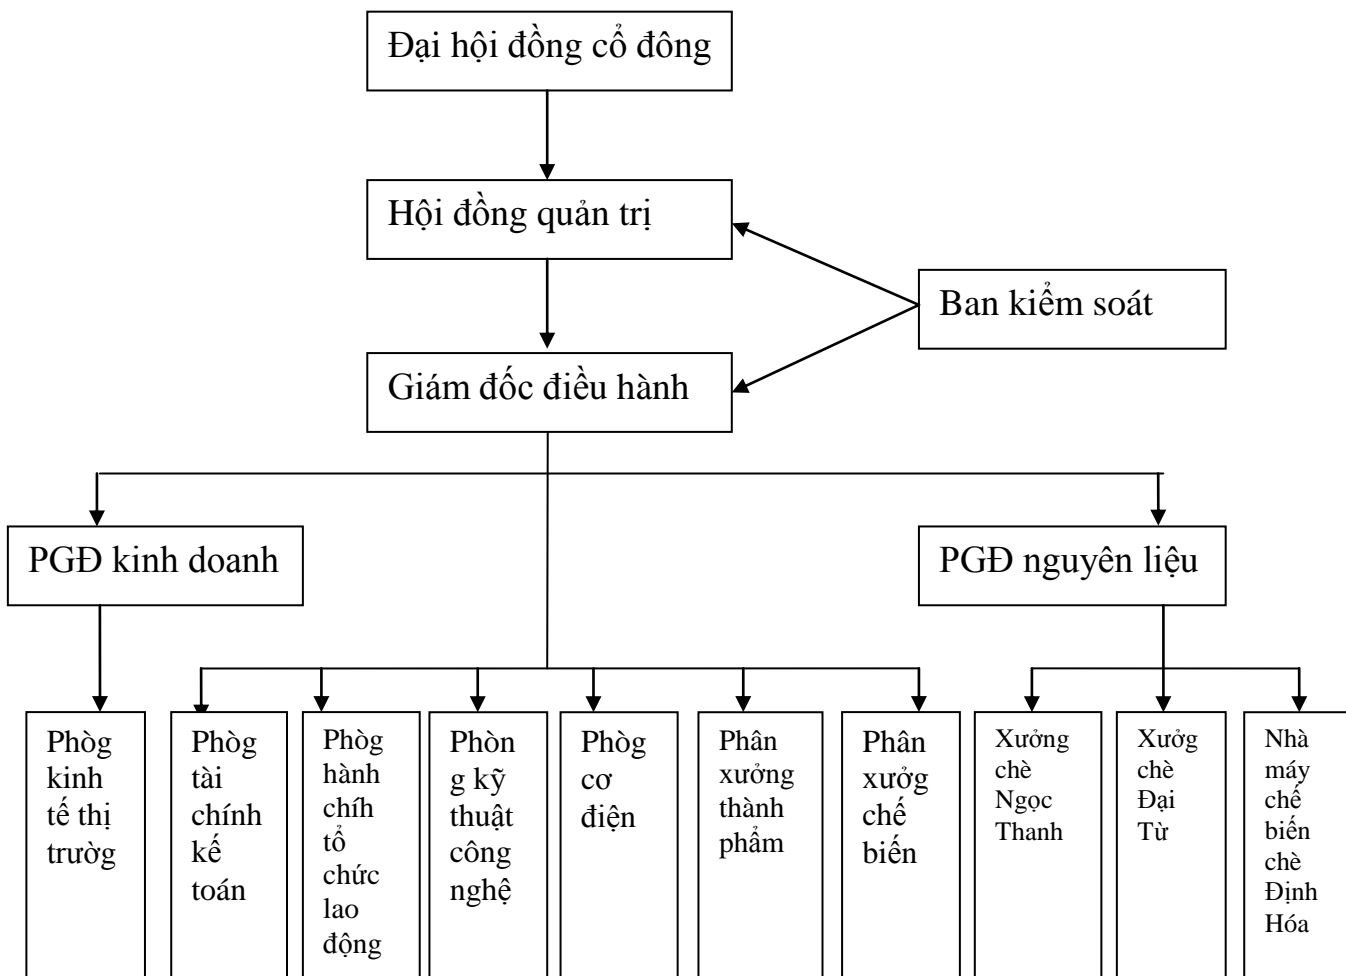 Đại hội đồng cổ đông
Hội đồng quản trị
Ban kiểm soát
Giám đốc điều hành
PGĐ kinh doanh
PGĐ nguyên liệu
Phòg
kinh
tế thị
trườg
Phòg
tài
chính
kế
toán
Phòg
hành
chíh
tổ
chức
lao
động
Phòn
g kỹ
thuật
công
nghệ
Phòg
cơ
điện
Phân
xưởng
thành
phẩm
Phân
xưởg
chế
biến
Xưởng
chè
Ngọc
Thanh
Xưởg
chè
Đại
Từ
Nhà
máy
chế
biến
chè
Định
Hóa